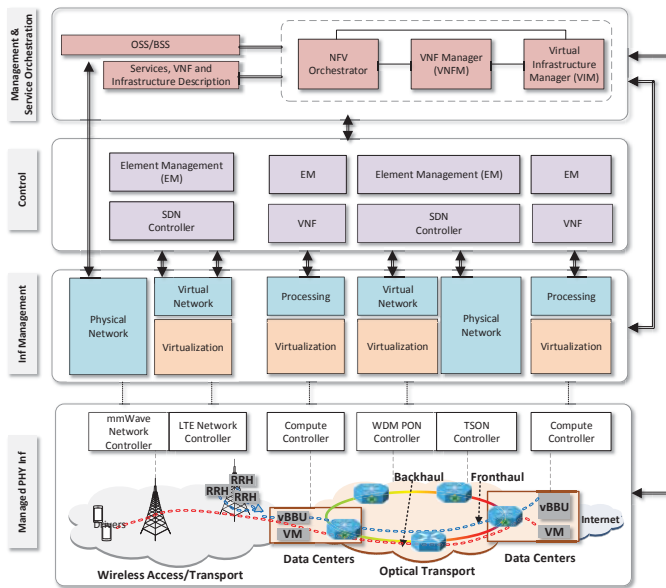 Management &
Service Orchestration
OSS/BSS
Services, VNF and
Infrastructure Description
NFV
Orchestrator
VNF Manager
(VNFM)
Virtual
Infrastructure
Manager (VIM)
Control
Element Management
(EM)
EM
Element Management (EM)
EM
SDN
Controller
VNF
SDN
Controller
VNF
Inf Management
Physical
Network
Virtual
Network
Processing
Virtual
Network
Physical
Network
Processing
Virtualization
Virtualization
Virtualization
Virtualization
Managed PHY Inf
mmWave
Network
Controller
LTE Network
Controller
Compute
Controller
WDM PON
Controller
TSON
Controller
Compute
Controller
RRH
RRH
RRH
Backhaul
Fronthaul
Drivers
vBBU
VM
vBBU
VM
Internet
Data Centers
Data Centers
Wireless Access/Transport
Optical Transport